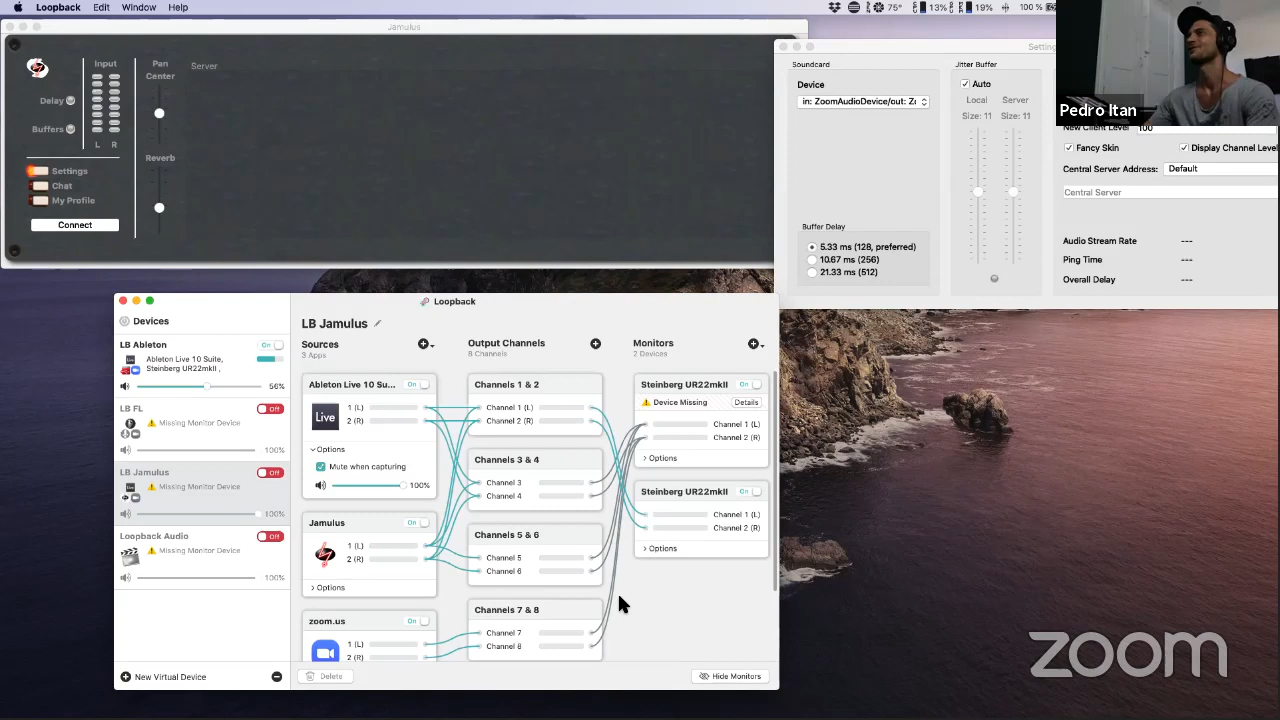 Loopback Edit Window Help
75° 13% 19% 100 %
Jamulus
Input
Delay
Buffers
L R
Settings
Chat
My Profile
Connect
Pan
Center
Reverb
Server
Soundcard
Device
in: ZoomAudioDevice/out: Z
Buffer Delay
5.33 ms (128, preferred)
10.67 ms (256)
21.33 ms (512)
Jitter Buffer
Auto
Local Server
Size: 11 Size: 11
Pedro Itan
New Client Level 100
Fancy Skin Display Channel Level
Central Server Address: Default
Central Server
Audio Stream Rate ---
Ping Time ---
Overall Delay ---
Loopback
Devices
LB Ableton On
Ableton Live 10 Suite,
Steinberg UR22mkII ,
56%
LB FL Off
Missing Monitor Device
100%
LB Jamulus Off
Missing Monitor Device
100%
Loopback Audio Off
Missing Monitor Device
100%
New Virtual Device
LB Jamulus
Sources
3 Apps
Ableton Live 10 Su... On
Live
1 (L)
2 (R)
Options
Mute when capturing
100%
Jamulus On
1 (L)
2 (R)
Options
zoom.us On
1 (L)
2 (R)
Delete
Output Channels
8 Channels
Channels 1 & 2
Channel 1 (L)
Channel 2 (R)
Channels 3 & 4
Channel 3
Channel 4
Channels 5 & 6
Channel 5
Channel 6
Channels 7 & 8
Channel 7
Channel 8
Monitors
2 Devices
Steinberg UR22mkII On
Device Missing Details
Channel 1 (L)
Channel 2 (R)
Options
Steinberg UR22mkII On
Channel 1 (L)
Channel 2 (R)
Options
Hide Monitors
zoom